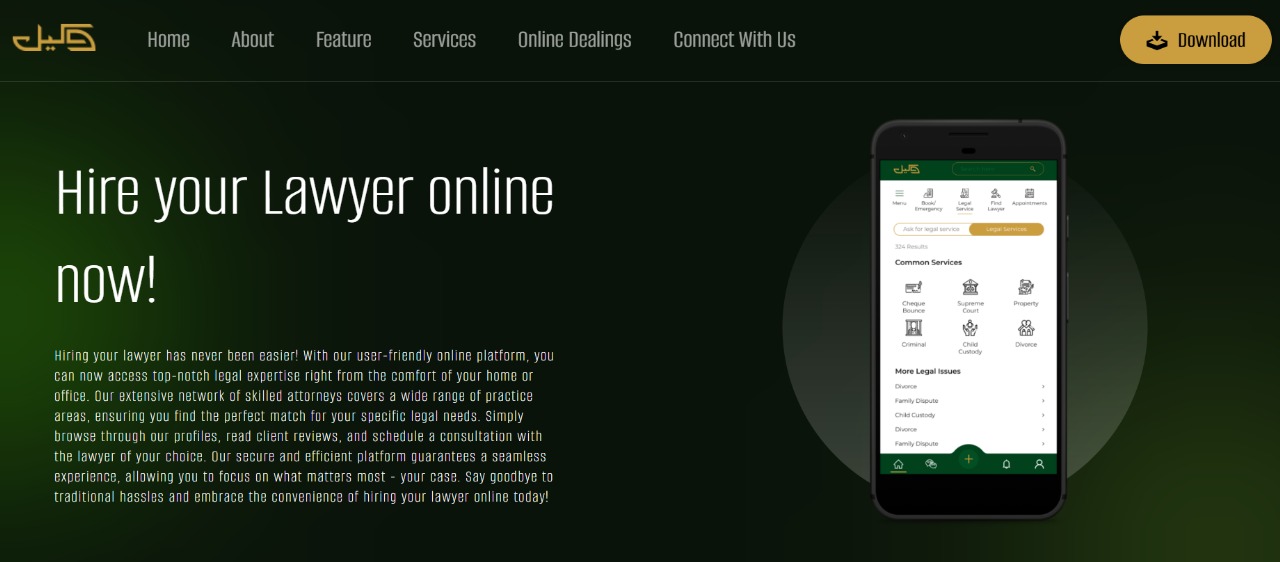 وكيل
Home
About
Feature
Services
Online Dealings
Connect With Us
Download
Hire your Lawyer online
now!
Hiring your lawyer has never been easier! With our user-friendly online platform, you
can now access top-notch legal expertise right from the comfort of your home or
office. Our extensive network of skilled attorneys covers a wide range of practice
areas, ensuring you find the perfect match for your specific legal needs. Simply
browse through our profiles, read client reviews, and schedule a consultation with
the lawyer of your choice. Our secure and efficient platform guarantees a seamless
experience, allowing you to focus on what matters most - your case. Say goodbye to
traditional hassles and embrace the convenience of hiring your lawyer online today!
وكيل
Menu
Book/
Emergency
Legal
Service
Find
Lawyer
Appointments
Ask for legal service
Legal Services
324 Results
Common Services
Cheque
Bounce
Supreme
Court
Property
Criminal
Child
Custody
Divorce
More Legal Issues
Divorce
Family Dispute
Child Custody
Divorce
Family Dispute